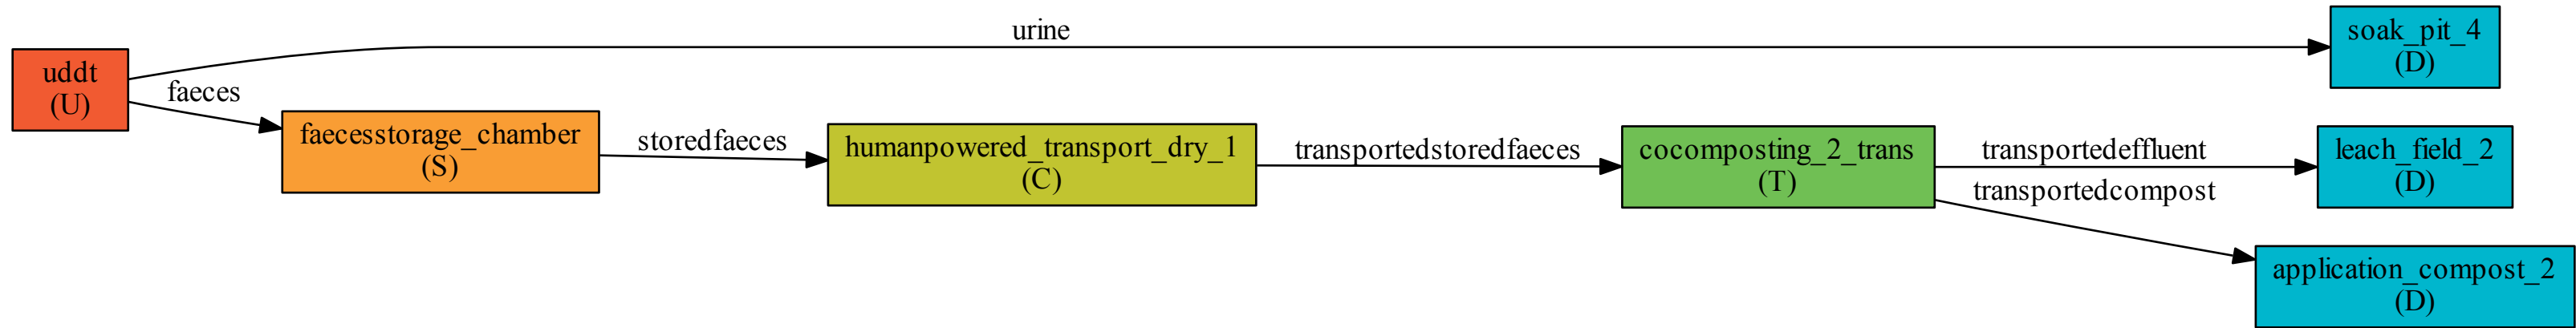 urine
soak_pit_4
(D)
uddt
(U)
faeces
faecesstorage_chamber
(S)
storedfaeces
humanpowered_transport_dry_1
(C)
transportedstoredfaeces
cocomposting_2_trans
(T)
transportedeffluent
leach_field_2
(D)
transportedcompost
application_compost_2
(D)